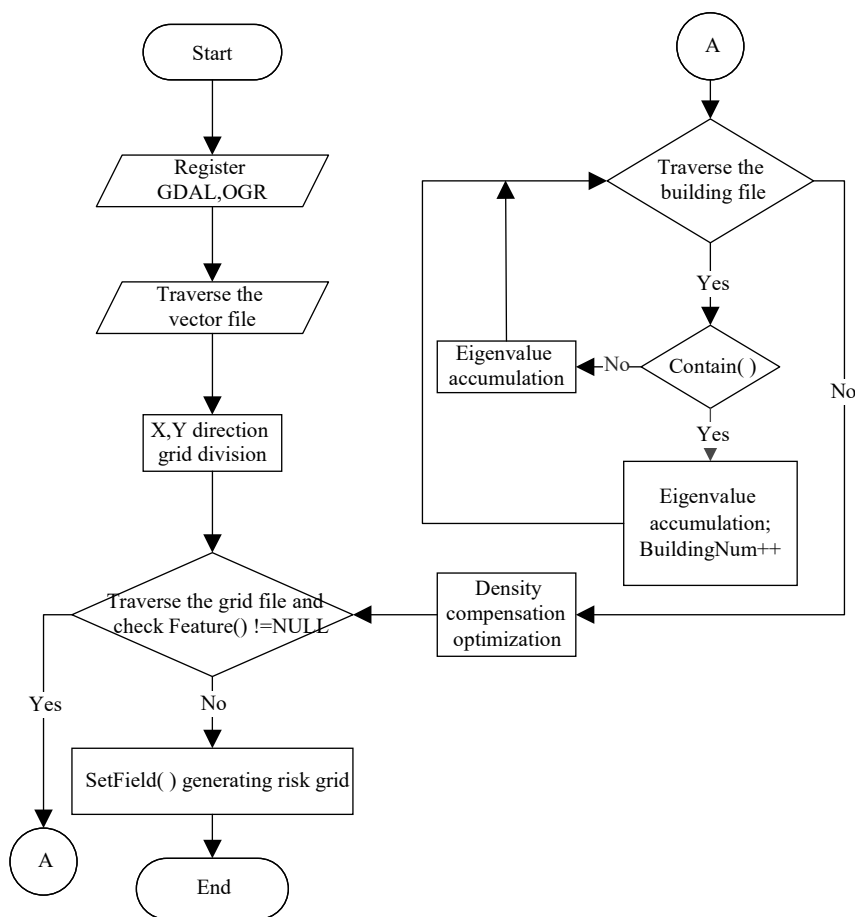 Start
Register
GDAL,OGR
Traverse the
vector file
X,Y direction
grid division
Traverse the grid file and
check Feature() !=NULL
Yes
No
SetField( ) generating risk grid
A
End
A
Traverse the
building file
Yes
No
Contain( )
No
Eigenvalue
accumulation
Yes
Eigenvalue
accumulation;
BuildingNum++
Density
compensation
optimization